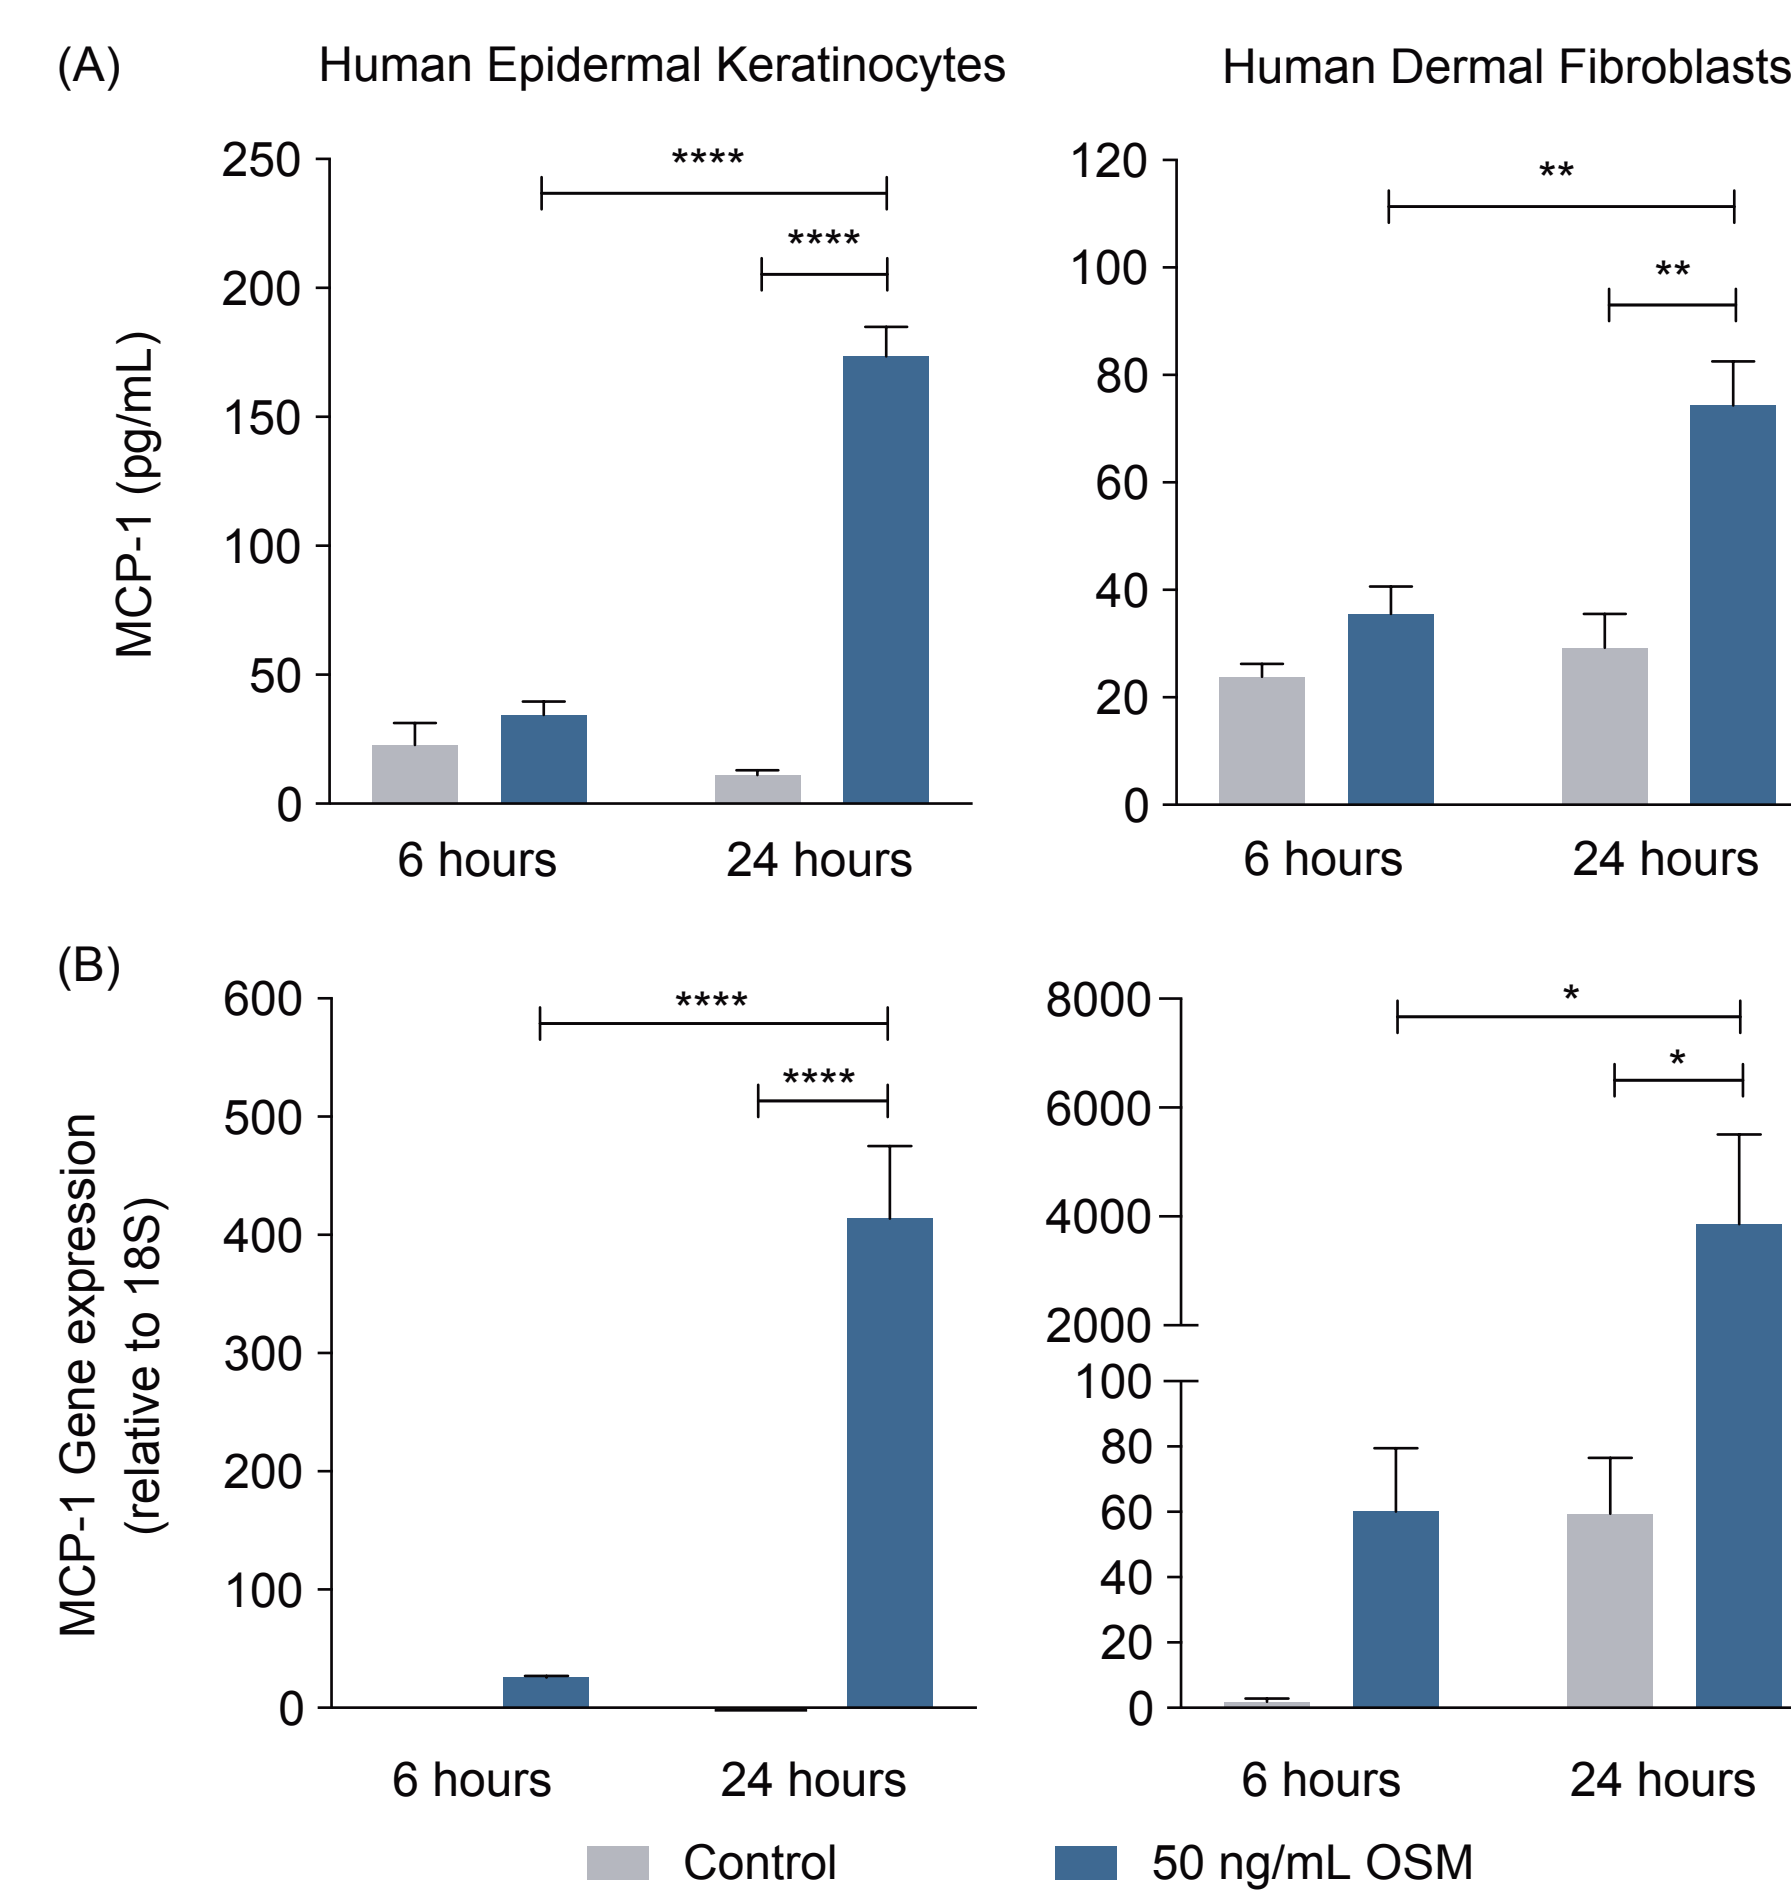 (A)
Human Epidermal Keratinocytes
Human Dermal Fibroblasts
MCP-1 (pg/mL)
250
200
150
100
50
0
****
****
6 hours
24 hours
120
100
80
60
40
20
0
**
**
6 hours
24 hours
(B)
MCP-1 Gene expression
(relative to 18S)
600
500
400
300
200
100
0
****
****
6 hours
24 hours
8000
6000
4000
2000
100
80
60
40
20
0
*
*
6 hours
24 hours
Control
50 ng/mL OSM